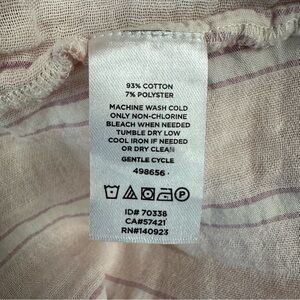 93% COTTON
7% POLYSTER
MACHINE WASH COLD
ONLY NON-CHLORINE
BLEACH WHEN NEEDED
TUMBLE DRY LOW
COOL IRON IF NEEDED
OR DRY CLEAN
GENTLE CYCLE
498656
ID# 70338
CA#57421
RN#140923